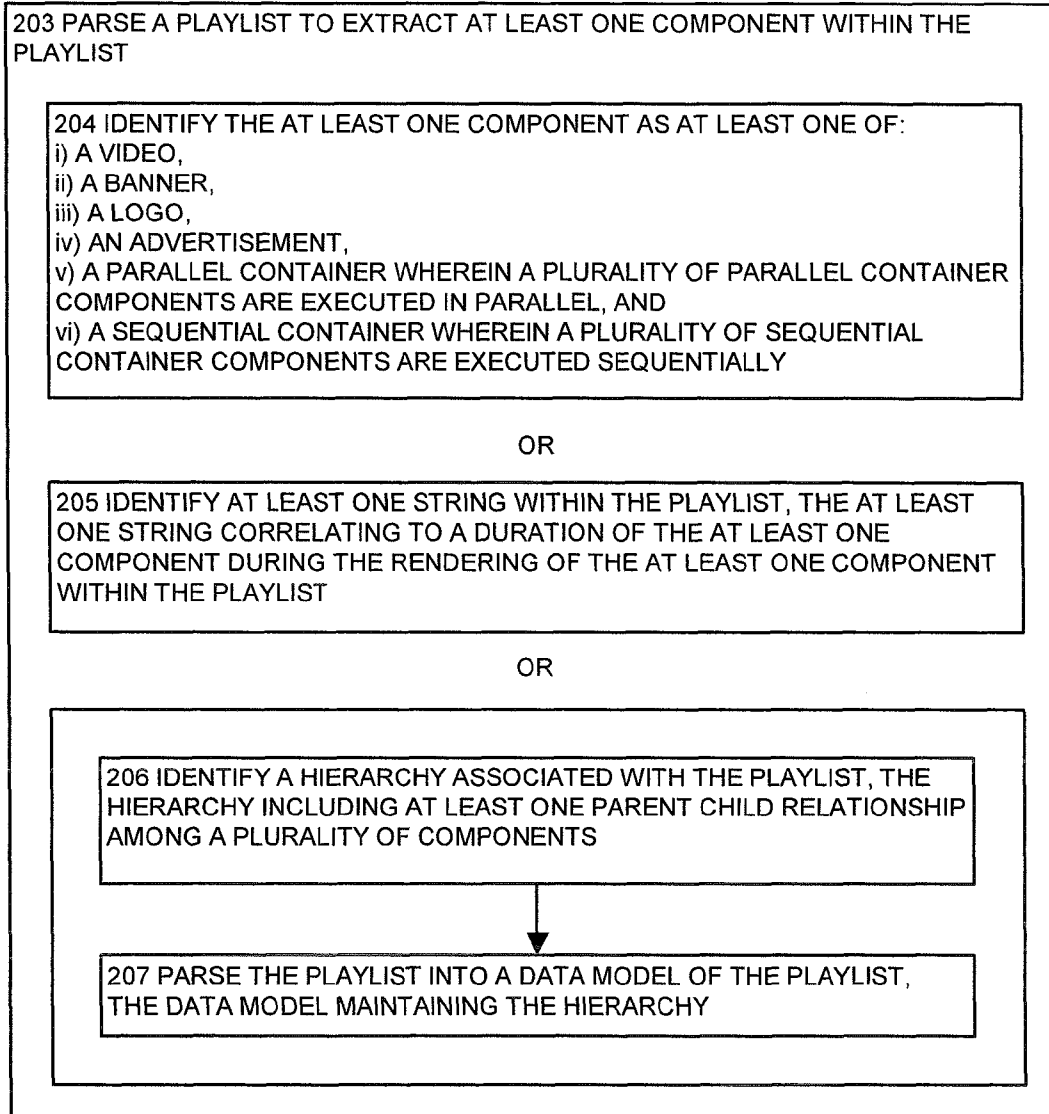 203 PARSE A PLAYLIST TO EXTRACT AT LEAST ONE COMPONENT WITHIN THE
PLAYLIST
204 IDENTIFY THE AT LEAST ONE COMPONENT AS AT LEAST ONE OF:
i) A VIDEO,
ii) A BANNER,
iii) A LOGO,
iv) AN ADVERTISEMENT,
v) A PARALLEL CONTAINER WHEREIN A PLURALITY OF PARALLEL CONTAINER
COMPONENTS ARE EXECUTED IN PARALLEL, AND
vi) A SEQUENTIAL CONTAINER WHEREIN A PLURALITY OF SEQUENTIAL
CONTAINER COMPONENTS ARE EXECUTED SEQUENTIALLY
OR
205 IDENTIFY AT LEAST ONE STRING WITHIN THE PLAYLIST, THE AT LEAST
ONE STRING CORRELATING TO A DURATION OF THE AT LEAST ONE
COMPONENT DURING THE RENDERING OF THE AT LEAST ONE COMPONENT
WITHIN THE PLAYLIST
OR
206 IDENTIFY A HIERARCHY ASSOCIATED WITH THE PLAYLIST, THE
HIERARCHY INCLUDING AT LEAST ONE PARENT CHILD RELATIONSHIP
AMONG A PLURALITY OF COMPONENTS
207 PARSE THE PLAYLIST INTO A DATA MODEL OF THE PLAYLIST,
THE DATA MODEL MAINTAINING THE HIERARCHY